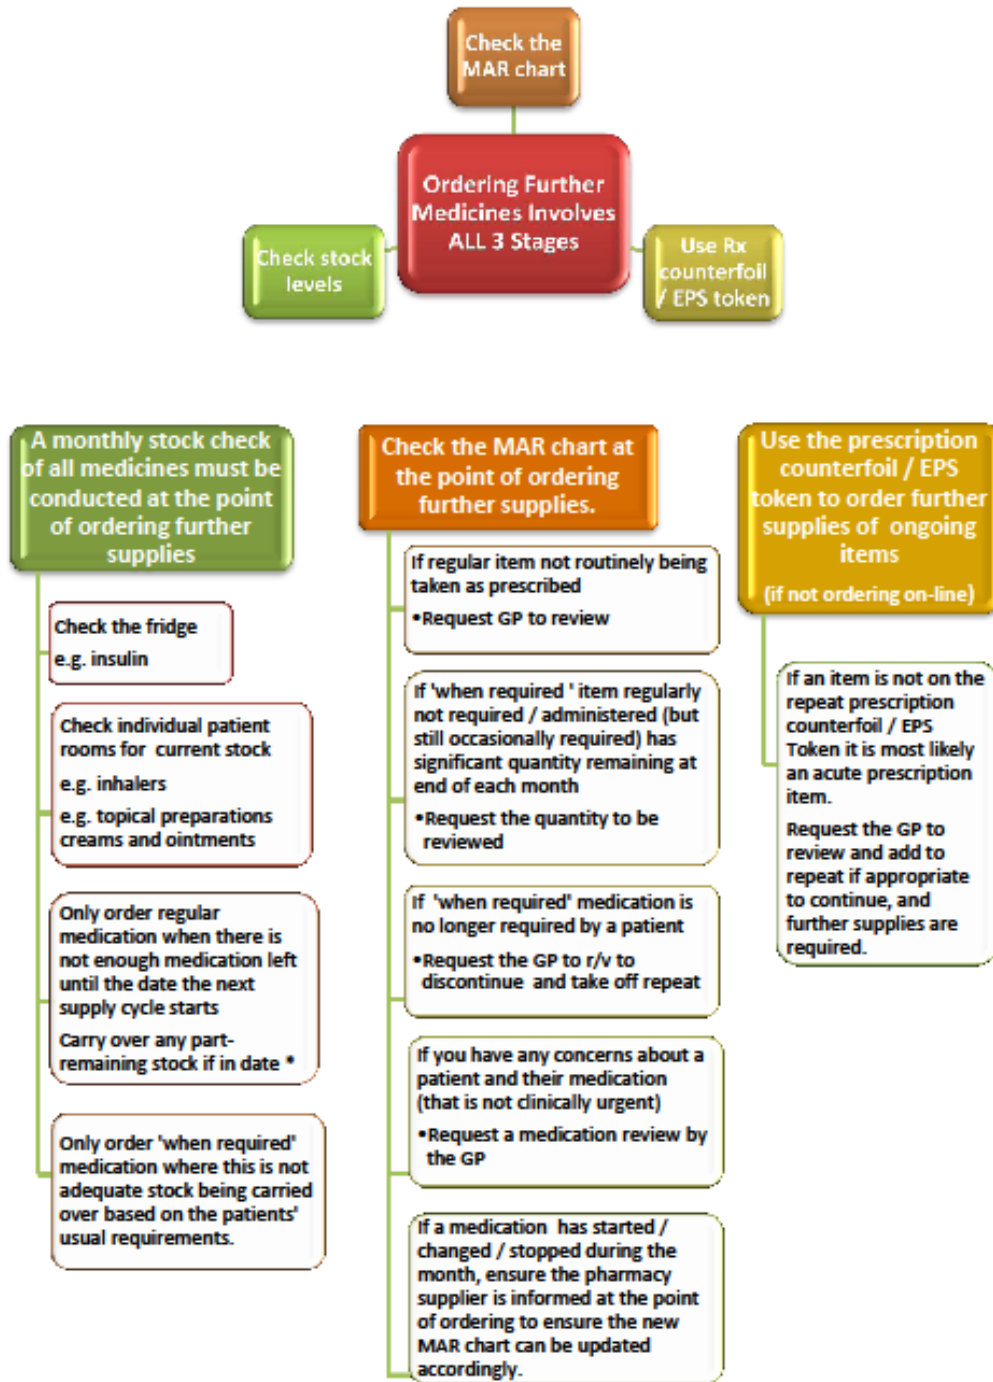 Check the
MAR chart
Ordering Further
Medicines Involves
ALL 3 Stages
Check stock
levels
Use Rx
counterfoil
/ EPS token
A monthly stock check
of all medicines must be
conducted at the point
of ordering further
supplies
Check the fridge
e.g. insulin
Check individual patient
rooms for current stock
e.g. inhalers
e.g. topical preparations
creams and ointments
Only order regular
medication when there is
not enough medication left
until the date the next
supply cycle starts
Carry over any part-
remaining stock if in date *
Only order 'when required'
medication where this is not
adequate stock being carried
over based on the patients'
usual requirements.
Check the MAR chart at
the point of ordering
further supplies.
If regular item not routinely being
taken as prescribed
•Request GP to review
If 'when required ' item regularly
not required / administered (but
still occasionally required) has
significant quantity remaining at
end of each month
•Request the quantity to be
reviewed
If 'when required' medication is
no longer required by a patient
•Request the GP to r/v to
discontinue and take off repeat
If you have any concerns about a
patient and their medication
(that is not clinically urgent)
•Request a medication review by
the GP
If a medication has started /
changed / stopped during the
month, ensure the pharmacy
supplier is informed at the point
of ordering to ensure the new
MAR chart can be updated
accordingly.
Use the prescription
counterfoil / EPS
token to order further
supplies of ongoing
items
(if not ordering on-line)
If an item is not on the
repeat prescription
counterfoil / EPS
Token it is most likely
an acute prescription
item.
Request the GP to
review and add to
repeat if appropriate
to continue, and
further supplies are
required.